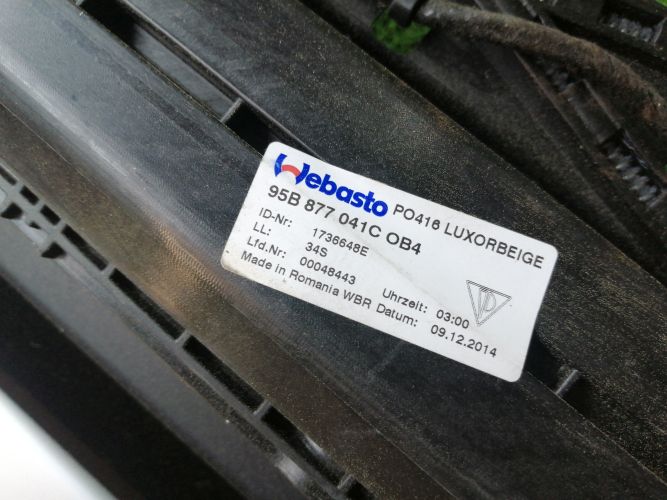 Webasto PO416 LUXORBEIGE
95B 877 041C OB4
ID-Nr: 1736648E
LL: 34S
Lfd.Nr: 00048443 Uhrzeit: 03:00
Made in Romania WBR Datum: 09.12.2014